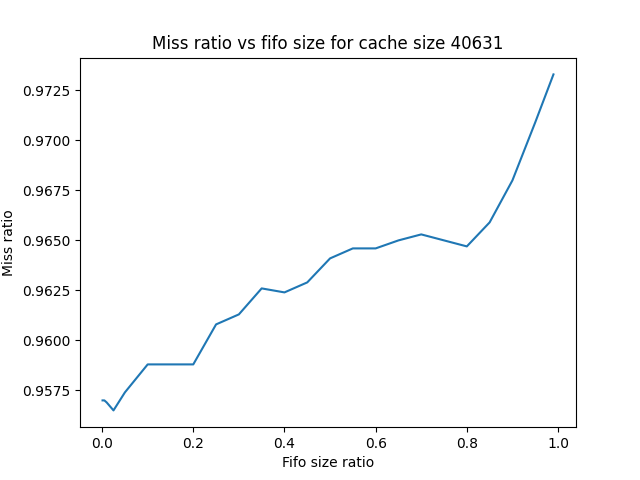 Miss ratio vs fifo size for cache size 40631
0.9725
0.9700
0.9675
0.9650
0.9625
0.9600
0.9575
Miss ratio
0.0 0.2 0.4 0.6 0.8 1.0
Fifo size ratio